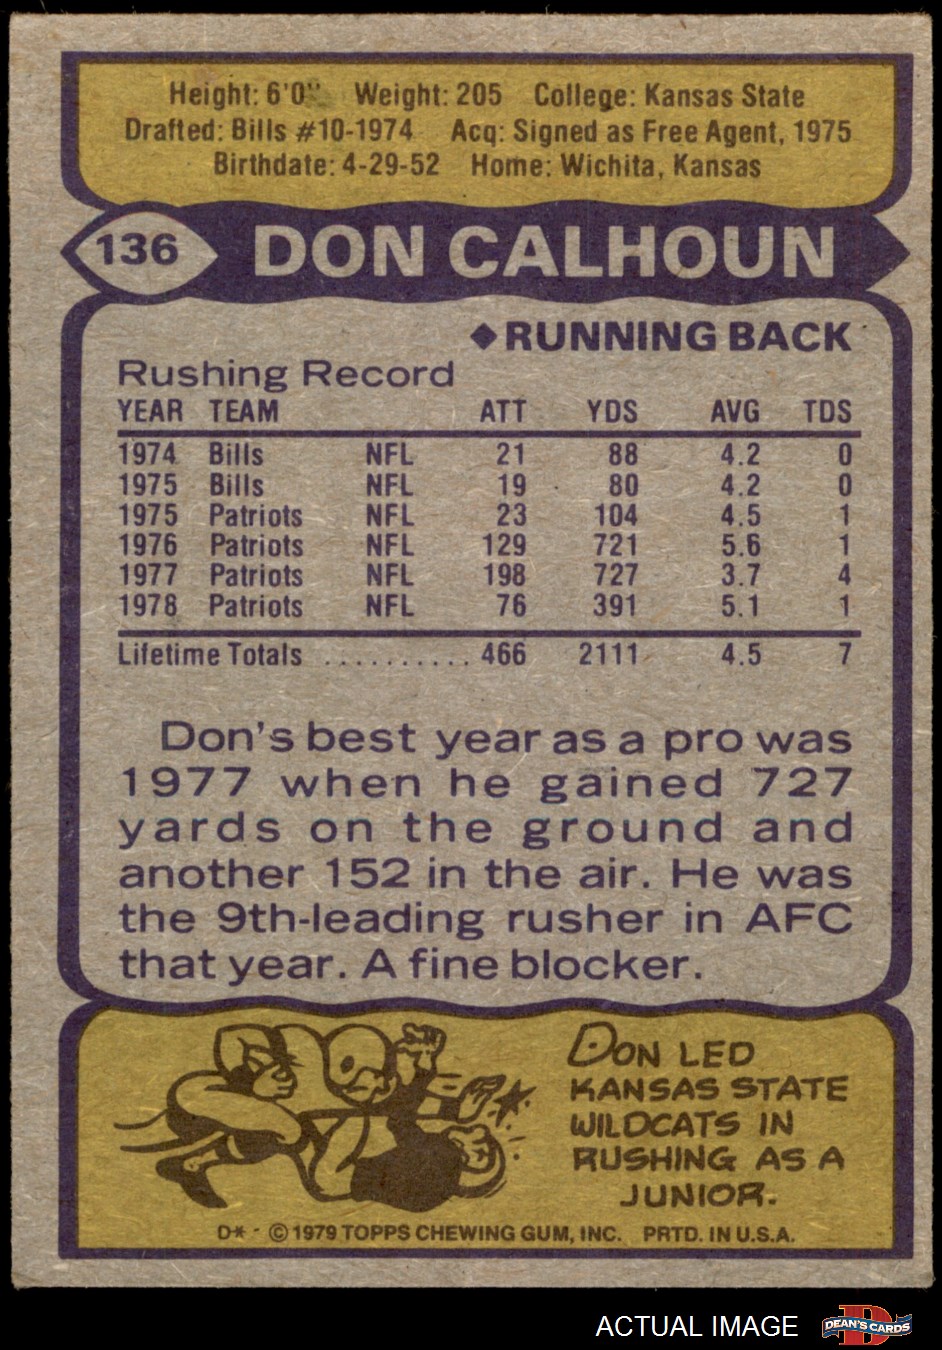 Height: 6'0" Weight: 205 College: Kansas State
Drafted: Bills #10-1974 Acq: Signed as Free Agent, 1975
Birthdate: 4-29-52 Home: Wichita, Kansas
136 DON CALHOUN
◆RUNNING BACK
Rushing Record
YEAR TEAM ATT YDS AVG TDS
1974 Bills NFL 21 88 4.2 0
1975 Bills NFL 19 80 4.2 0
1975 Patriots NFL 23 104 4.5 1
1976 Patriots NFL 129 721 5.6 1
1977 Patriots NFL 198 727 3.7 4
1978 Patriots NFL 76 391 5.1 1
Lifetime Totals .......... 466 2111 4.5 7
Don's best year as a pro was
1977 when he gained 727
yards on the ground and
another 152 in the air. He was
the 9th-leading rusher in AFC
that year. A fine blocker.
DON LED
KANSAS STATE
WILDCATS IN
RUSHING AS A
JUNIOR.
D* - © 1979 TOPPS CHEWING GUM, INC. PRTD. IN U.S.A.
ACTUAL IMAGE DEAN'S CARDS